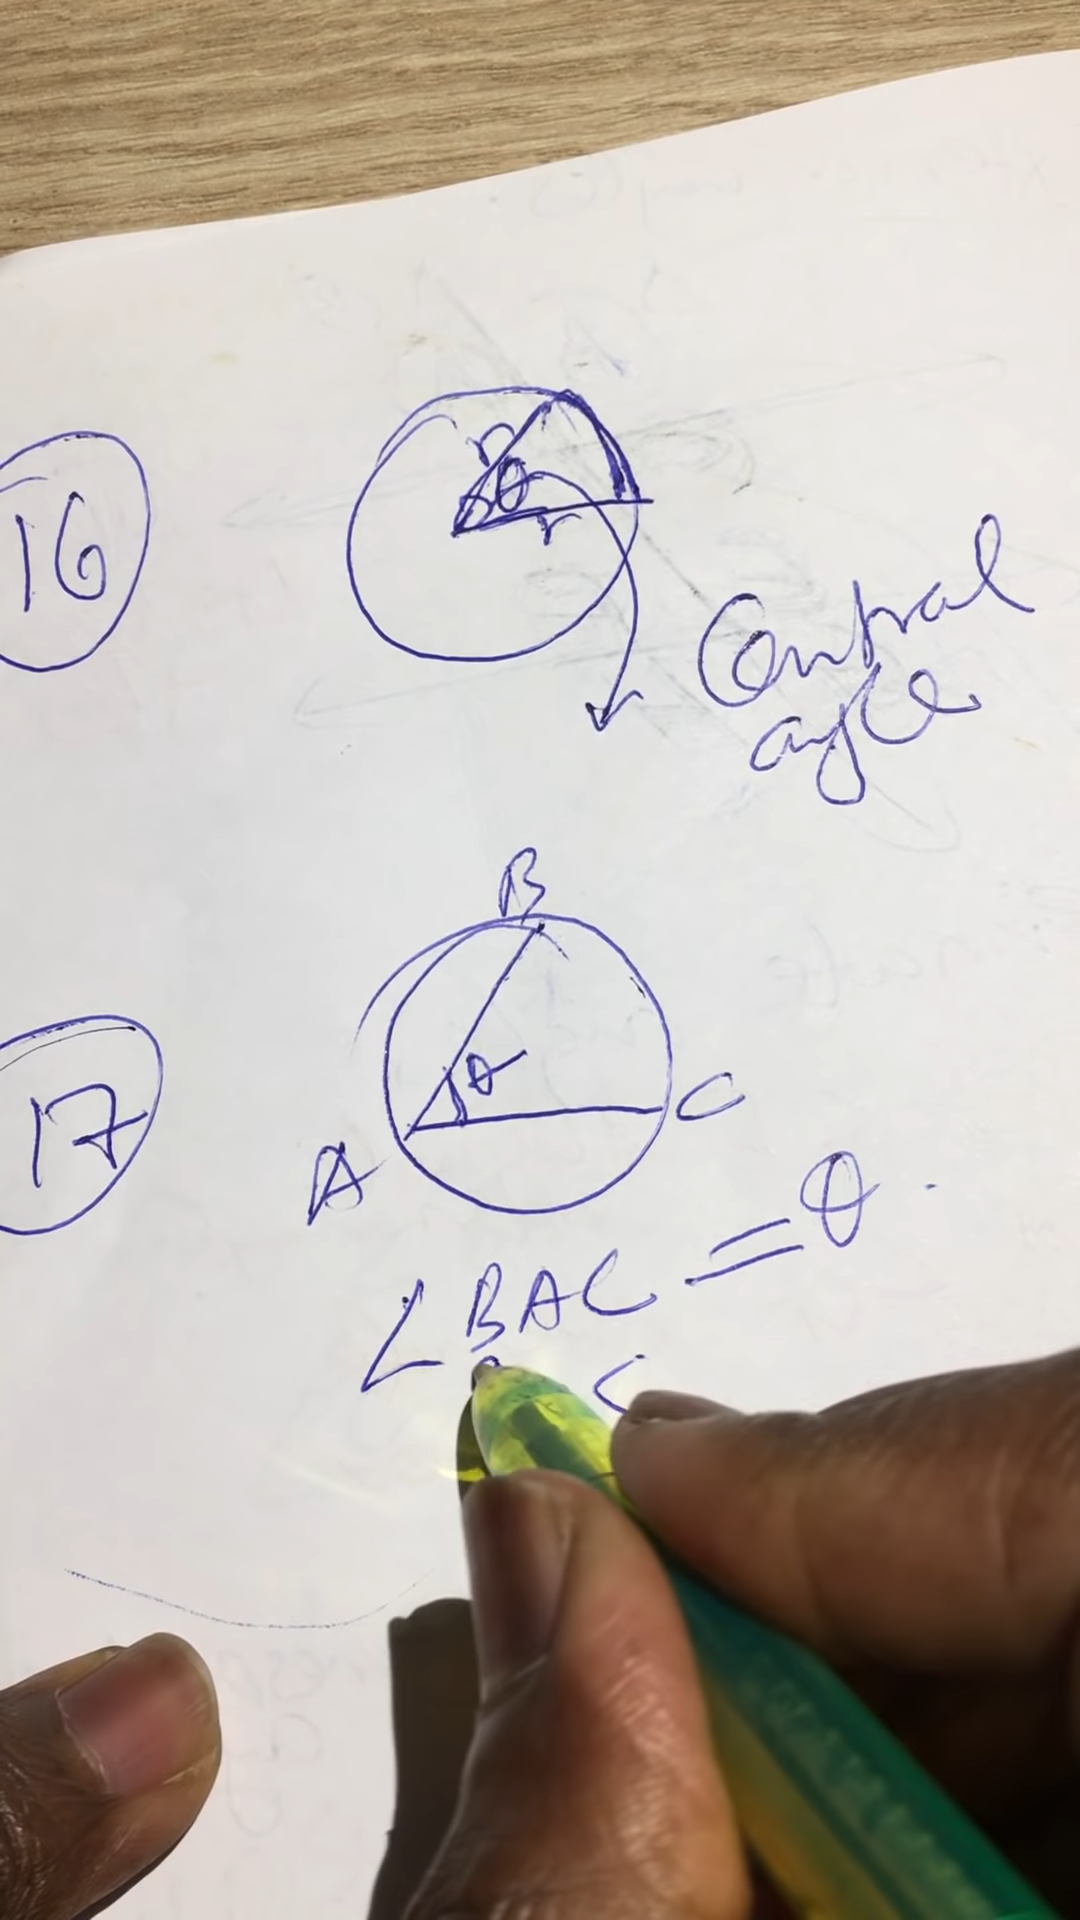 16
r
θ
r
Central
angle
B
17
θ
C
A
∠BAC = θ.
C